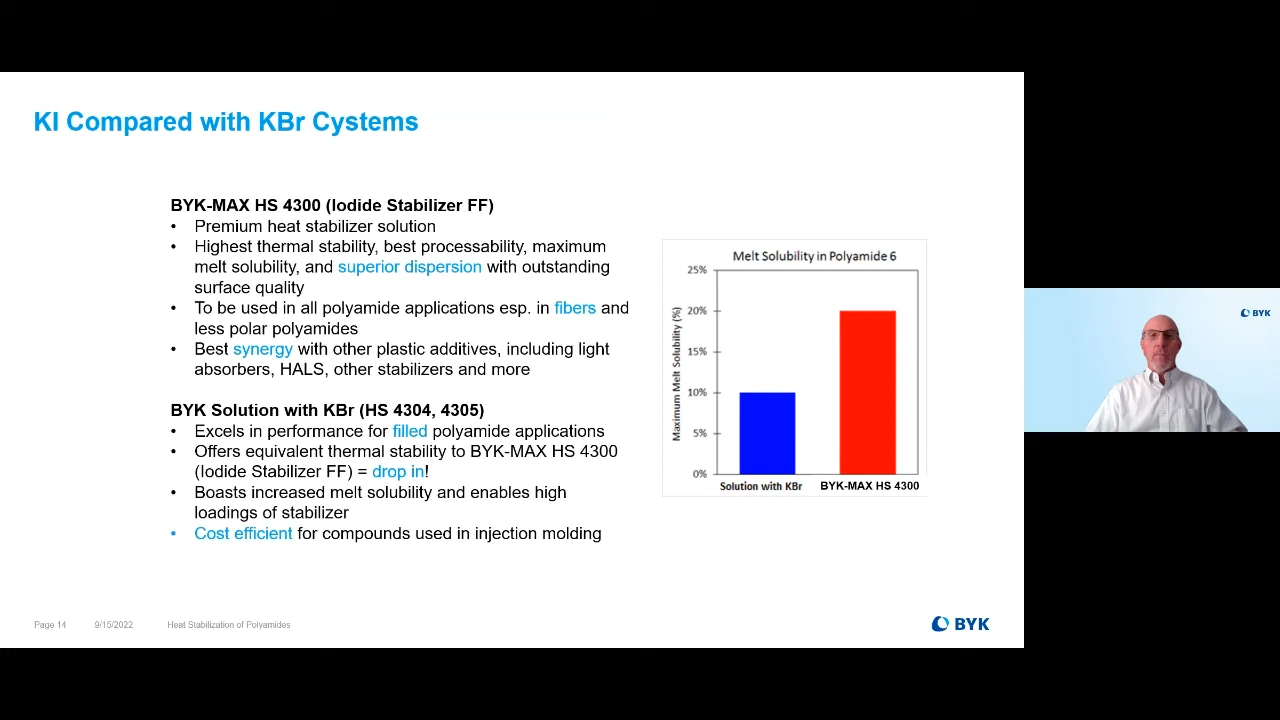 KI Compared with KBr Cystems
BYK-MAX HS 4300 (Iodide Stabilizer FF)
• Premium heat stabilizer solution
• Highest thermal stability, best processability, maximum
melt solubility, and superior dispersion with outstanding
surface quality
• To be used in all polyamide applications esp. in fibers and
less polar polyamides
• Best synergy with other plastic additives, including light
absorbers, HALS, other stabilizers and more
BYK Solution with KBr (HS 4304, 4305)
• Excels in performance for filled polyamide applications
• Offers equivalent thermal stability to BYK-MAX HS 4300
(Iodide Stabilizer FF) = drop in!
• Boasts increased melt solubility and enables high
loadings of stabilizer
• Cost efficient for compounds used in injection molding
Melt Solubility in Polyamide 6
Maximum Melt Solubility (%)
25%
20%
15%
10%
5%
0%
Solution with KBr BYK-MAX HS 4300
Page 14 9/15/2022 Heat Stabilization of Polyamides
BYK
BYK